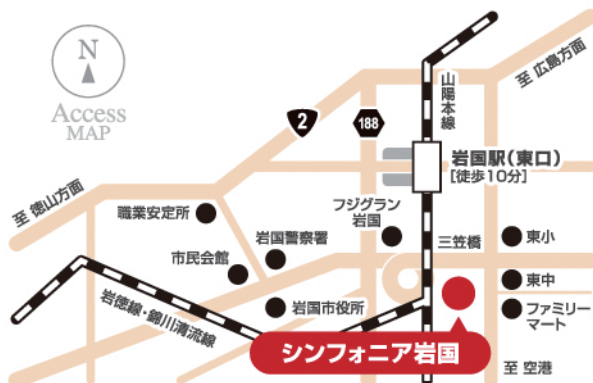 N
Access
MAP
至 広島方面
山陽本線
2
188
岩国駅(東口)
[徒歩10分]
至 徳山方面
職業安定所
フジグラン
岩国
岩国警察署
三笠橋
東小
市民会館
東中
岩国市役所
ファミリー
マート
岩徳線・錦川清流線
シンフォニア岩国
至 空港